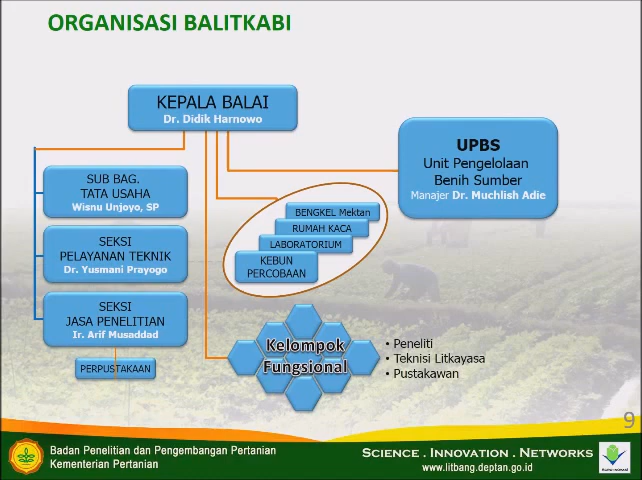 ORGANISASI BALITKABI
KEPALA BALAI
Dr. Didik Harnowo
UPBS
Unit Pengelolaan
Benih Sumber
Manajer Dr. Muchlish Adie
SUB BAG.
TATA USAHA
Wisnu Unjoyo, SP
SEKSI
PELAYANAN TEKNIK
Dr. Yusmani Prayogo
SEKSI
JASA PENELITIAN
Ir. Arif Musaddad
PERPUSTAKAAN
BENGKEL Mektan
RUMAH KACA
LABORATORIUM
KEBUN
PERCOBAAN
Kelompok
Fungsional
• Peneliti
• Teknisi Litkayasa
• Pustakawan
9
Badan Penelitian dan Pengembangan Pertanian
Kementerian Pertanian
SCIENCE . INNOVATION . NETWORKS
www.litbang.deptan.go.id